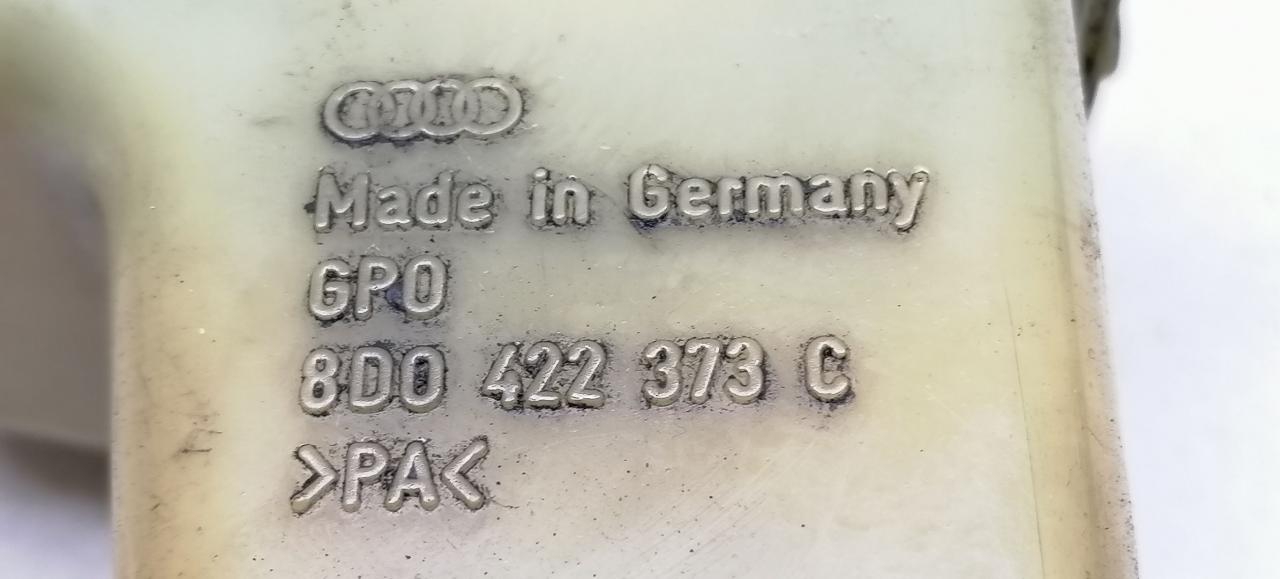 Made in Germany
GPO
8D0 422 373 C
>PA<